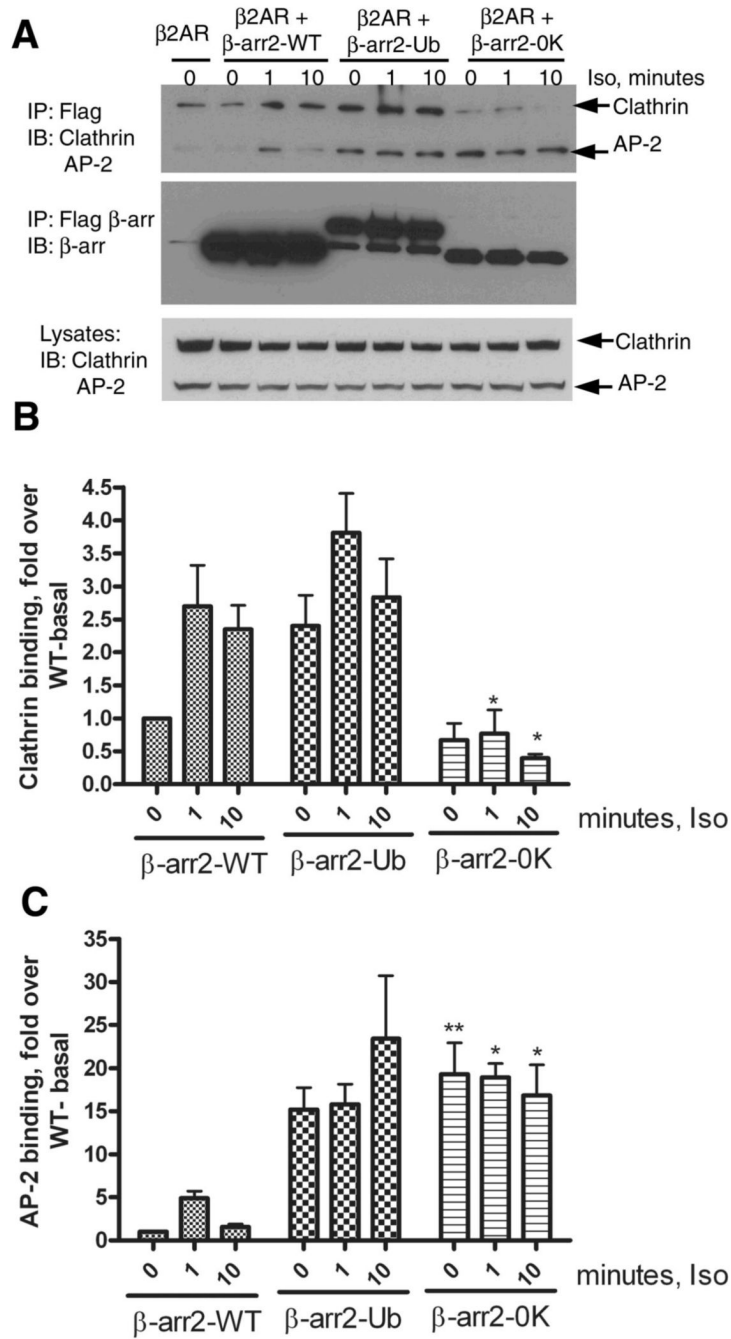 A
β2AR
β2AR +
β-arr2-WT
β2AR +
β-arr2-Ub
β2AR +
β-arr2-0K
0 0 1 10 0 1 10 0 1 10 Iso, minutes
IP: Flag
IB: Clathrin
AP-2
Clathrin
AP-2
IP: Flag β-arr
IB: β-arr
Lysates:
IB: Clathrin
AP-2
Clathrin
AP-2
B
Clathrin binding, fold over
WT-basal
4.5
4.0
3.5
3.0
2.5
2.0
1.5
1.0
0.5
0.0
* *
0 1 10 0 1 10 0 1 10 minutes, Iso
β-arr2-WT β-arr2-Ub β-arr2-0K
C
AP-2 binding, fold over
WT- basal
35
30
25
20
15
10
5
0
** * *
0 1 10 0 1 10 0 1 10 minutes, Iso
β-arr2-WT β-arr2-Ub β-arr2-0K